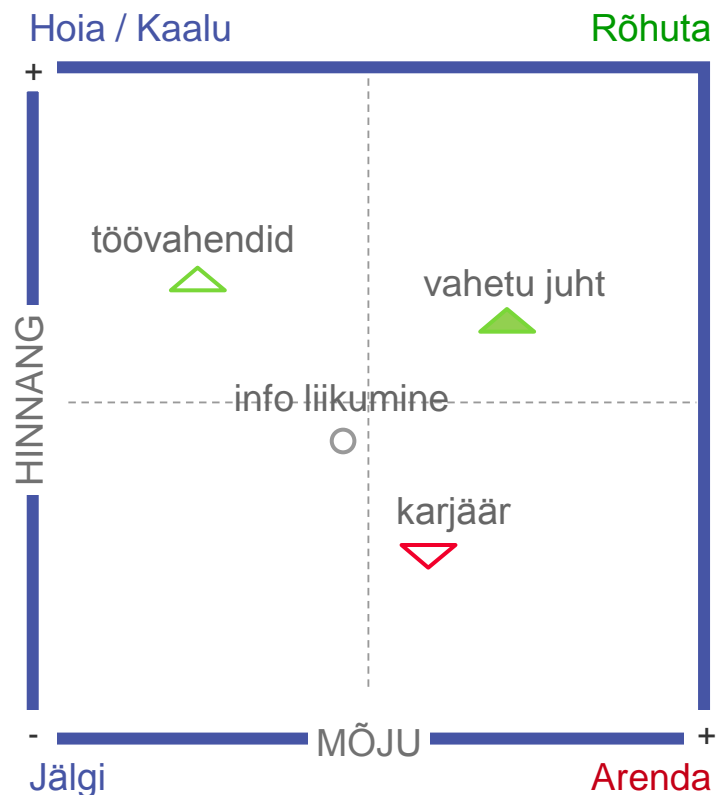 Hoia / Kaalu
Rõhuta
+
töövahendid
vahetu juht
HINNANG
info liikumine
karjäär
-
MÕJU
+
Jälgi
Arenda